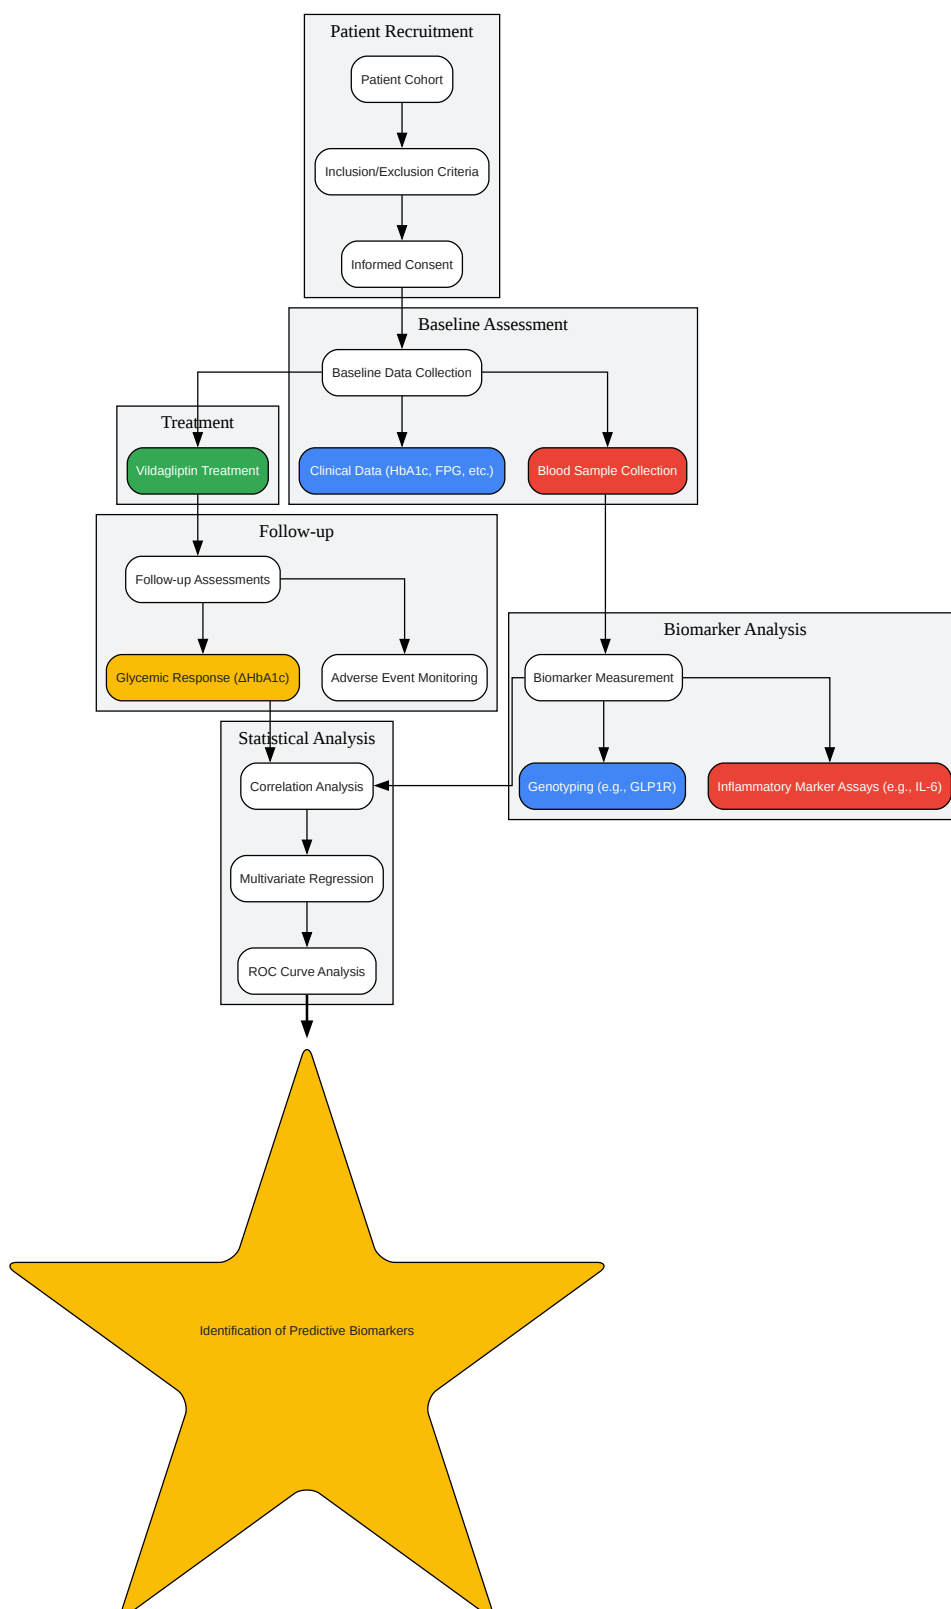 Patient Recruitment
Patient Cohort
Inclusion/Exclusion Criteria
Informed Consent
Baseline Assessment
Baseline Data Collection
Treatment
Vildagliptin Treatment
Clinical Data (HbA1c, FPG, etc.)
Blood Sample Collection
Follow-up
Follow-up Assessments
Biomarker Analysis
Glycemic Response (ΔHbA1c)
Adverse Event Monitoring
Biomarker Measurement
Statistical Analysis
Correlation Analysis
Genotyping (e.g., GLP1R)
Inflammatory Marker Assays (e.g., IL-6)
Multivariate Regression
ROC Curve Analysis
Identification of Predictive Biomarkers